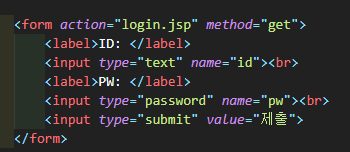 <form action="login.jsp" method="get">
<label>ID: </label>
<input type="text" name="id"><br>
<label>PW: </label>
<input type="password" name="pw"><br>
<input type="submit" value="제출">
</form>